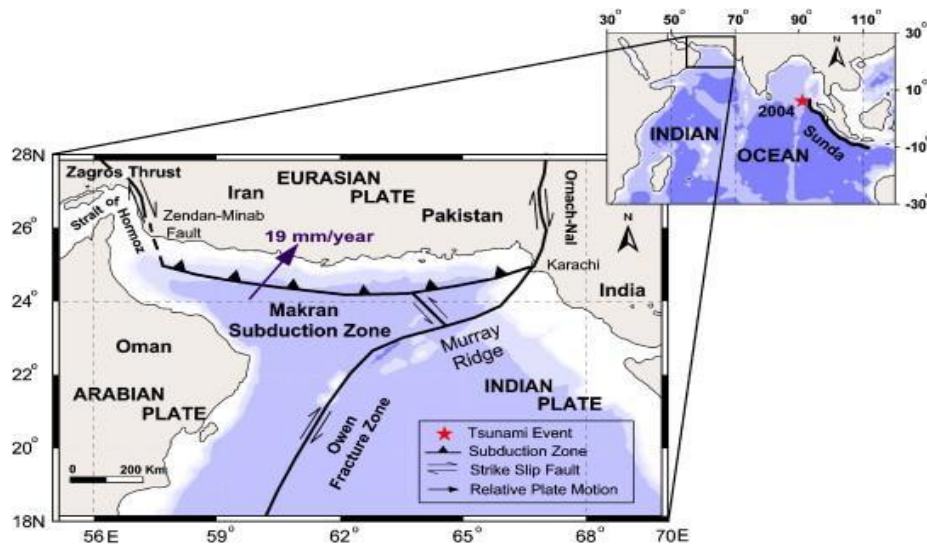 30
50
70
90
110
30
10
-10
-30
N
2004
INDIAN
OCEAN
Sunda
28N
26°
24°
22°
20°
18N
Zagros Thrust
Iran
EURASIAN
PLATE
Pakistan
Ornach-Nal
Strait of
Hormoz
Zendan-Minab
Fault
19 mm/year
N
Karachi
India
Makran
Subduction Zone
Oman
Murray
Ridge
ARABIAN
PLATE
INDIAN
PLATE
Owen
Fracture Zone
Tsunami Event
Subduction Zone
Strike Slip Fault
Relative Plate Motion
0
200 Km
56E
59°
62°
65°
67°
70E